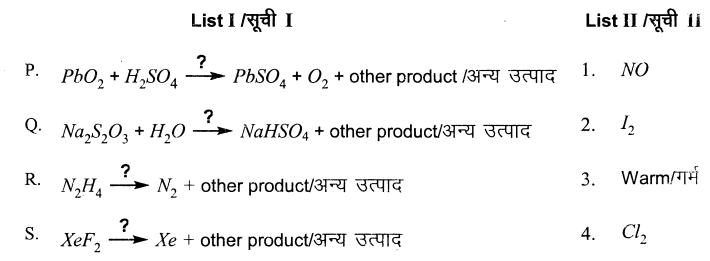 List I /सूची I List II /सूची II
P. PbO₂ + H₂SO₄ —?→ PbSO₄ + O₂ + other product /अन्य उत्पाद 1. NO
Q. Na₂S₂O₃ + H₂O —?→ NaHSO₄ + other product/अन्य उत्पाद 2. I₂
R. N₂H₄ —?→ N₂ + other product/अन्य उत्पाद 3. Warm/गर्म
S. XeF₂ —?→ Xe + other product/अन्य उत्पाद 4. Cl₂